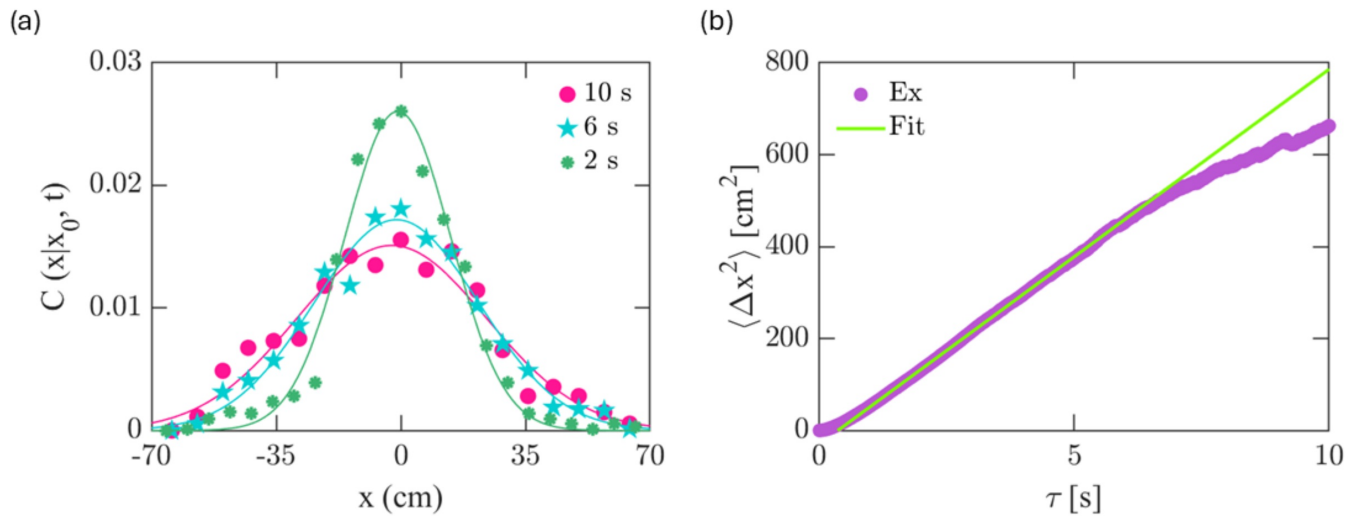 (a)
0.03
0.02
0.01
0
-70
-35
0
35
70
C (x|x₀, t)
x (cm)
10 s
6 s
2 s
(b)
800
600
400
200
0
0
5
10
⟨Δx²⟩ [cm²]
τ [s]
Ex
Fit